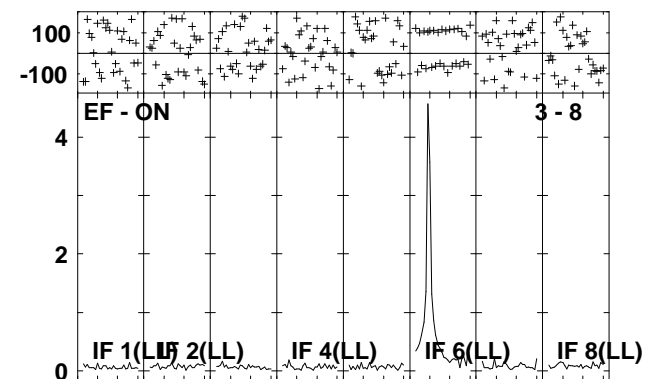 100
-100
EF - ON 3 - 8
4
2
IF 1(LL) IF 2(LL) IF 4(LL) IF 6(LL) IF 8(LL)
0